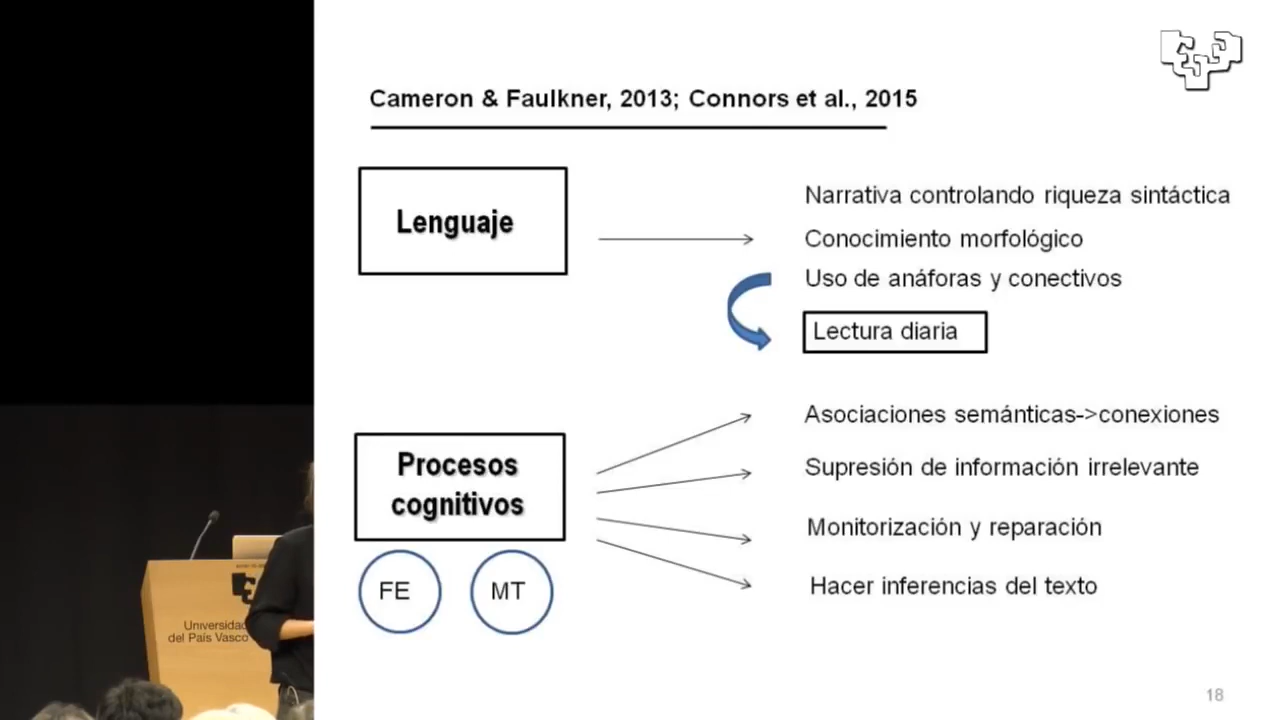 Cameron & Faulkner, 2013; Connors et al., 2015
Lenguaje
Narrativa controlando riqueza sintáctica
Conocimiento morfológico
Uso de anáforas y conectivos
Lectura diaria
Procesos
cognitivos
Asociaciones semánticas->conexiones
Supresión de información irrelevante
Monitorización y reparación
Hacer inferencias del texto
FE
MT
del País Vasco
18